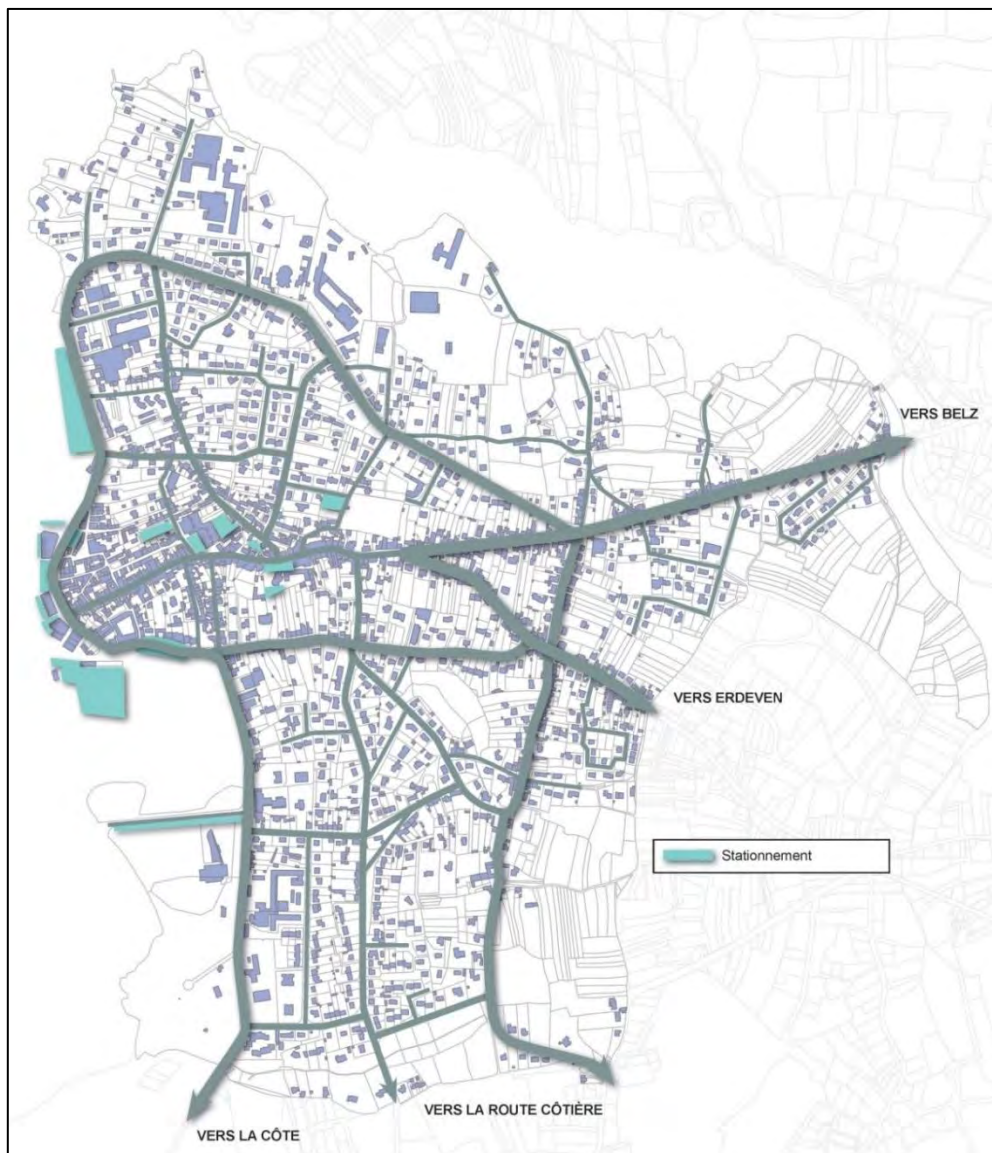 VERS BELZ
VERS ERDEVEN
Stationnement
VERS LA ROUTE CÔTIÈRE
VERS LA CÔTE